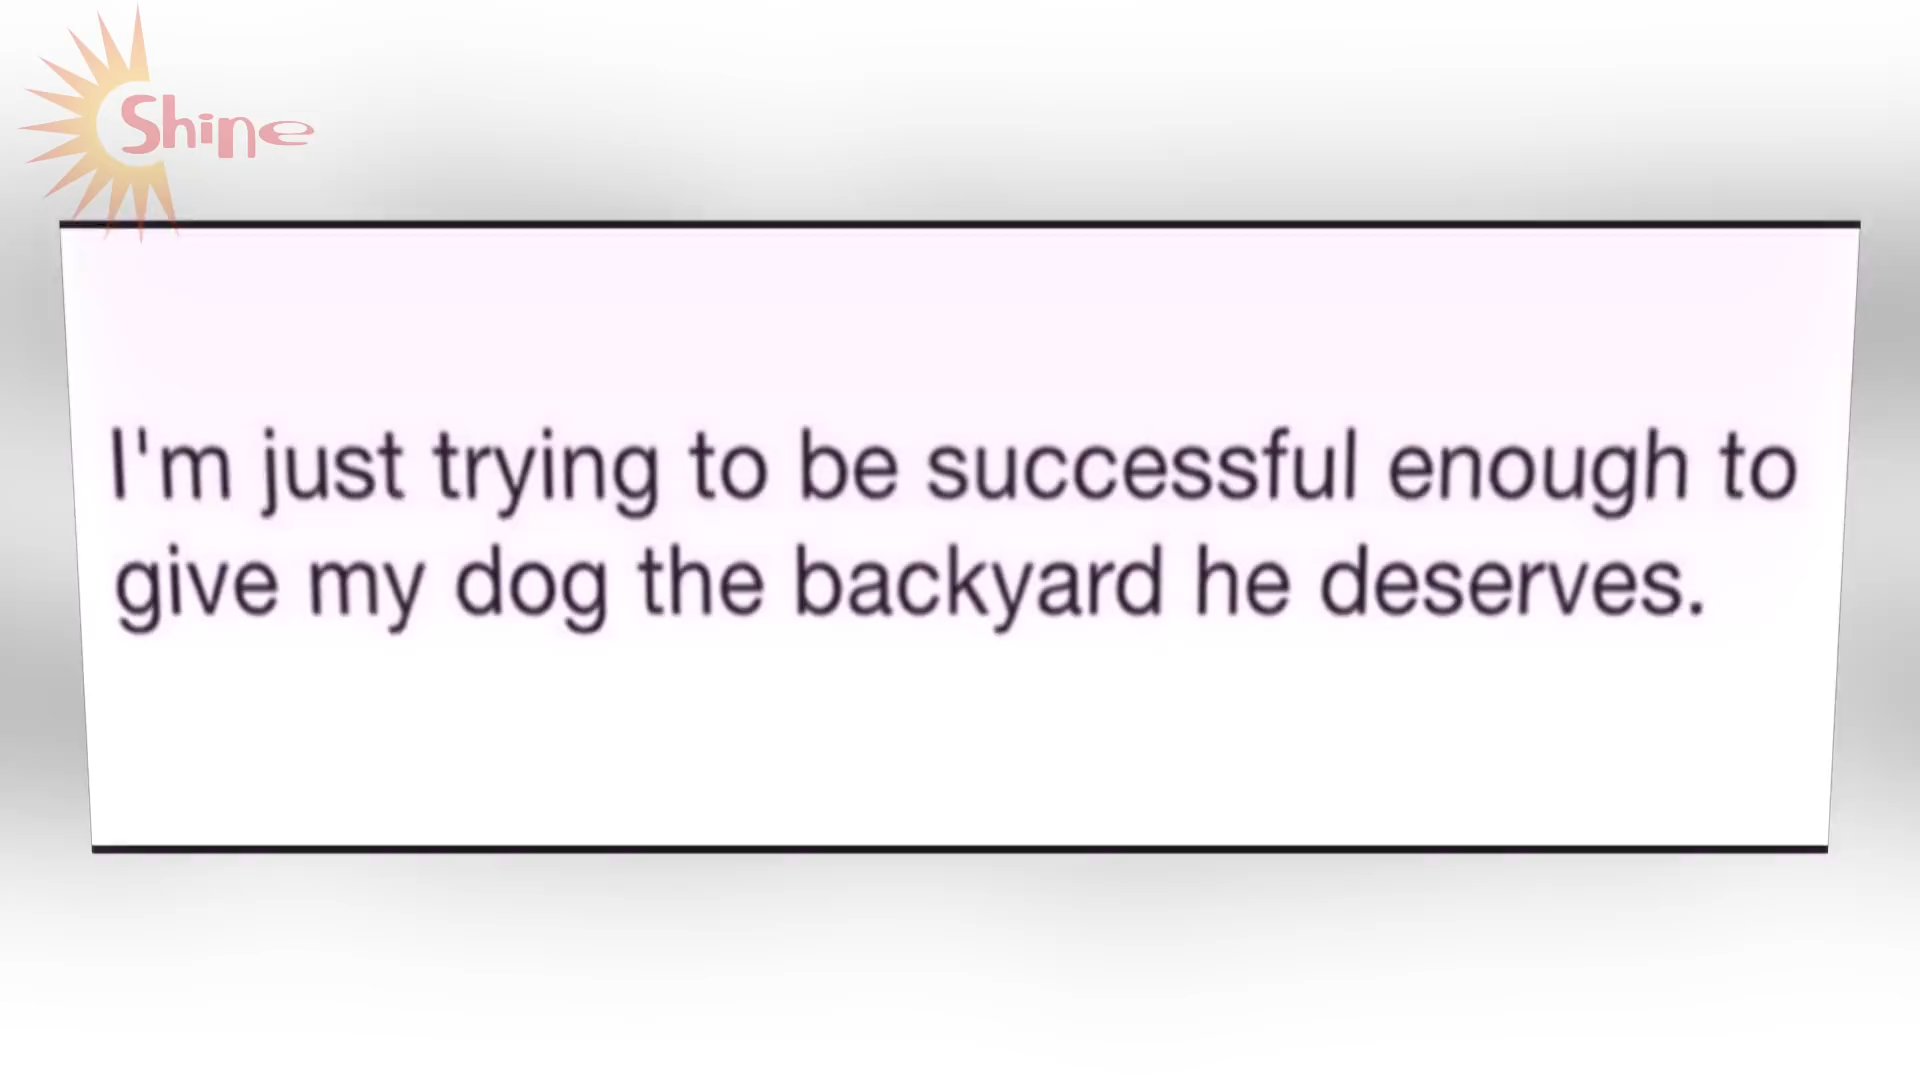 Shine
I'm just trying to be successful enough to
give my dog the backyard he deserves.